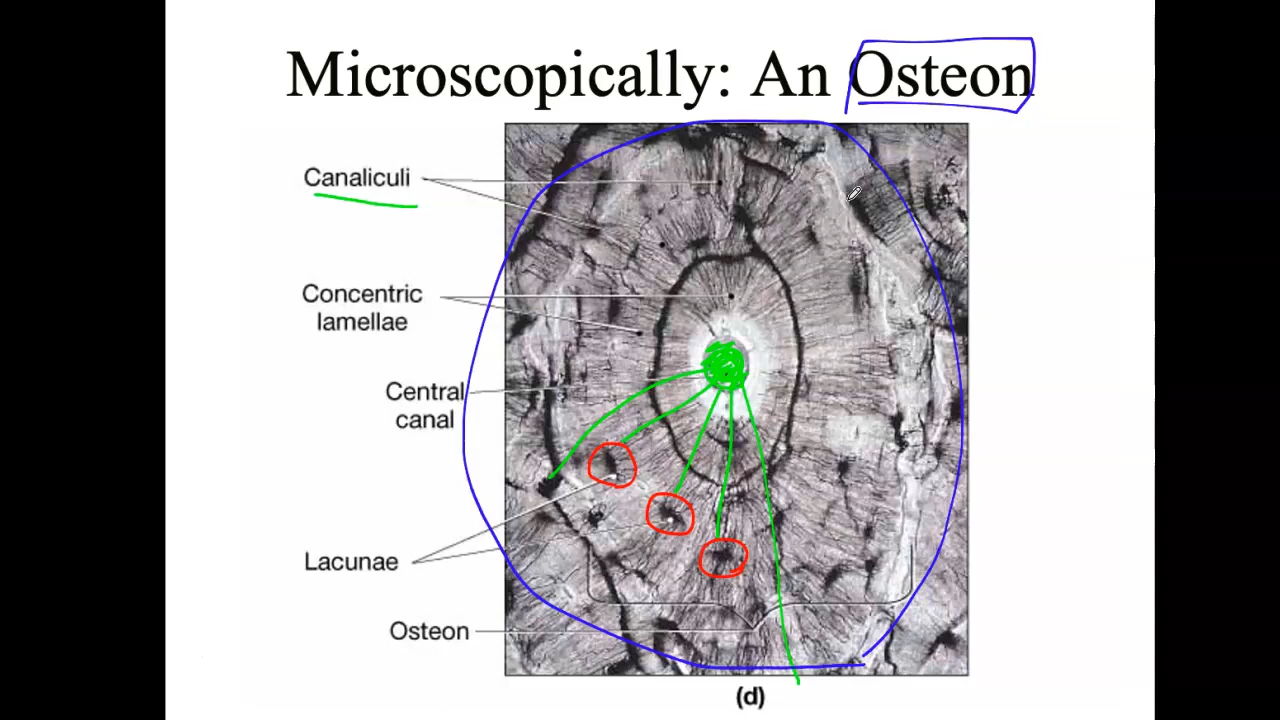 Microscopically: An Osteon
Canaliculi
Concentric
lamellae
Central
canal
Lacunae
Osteon
(d)